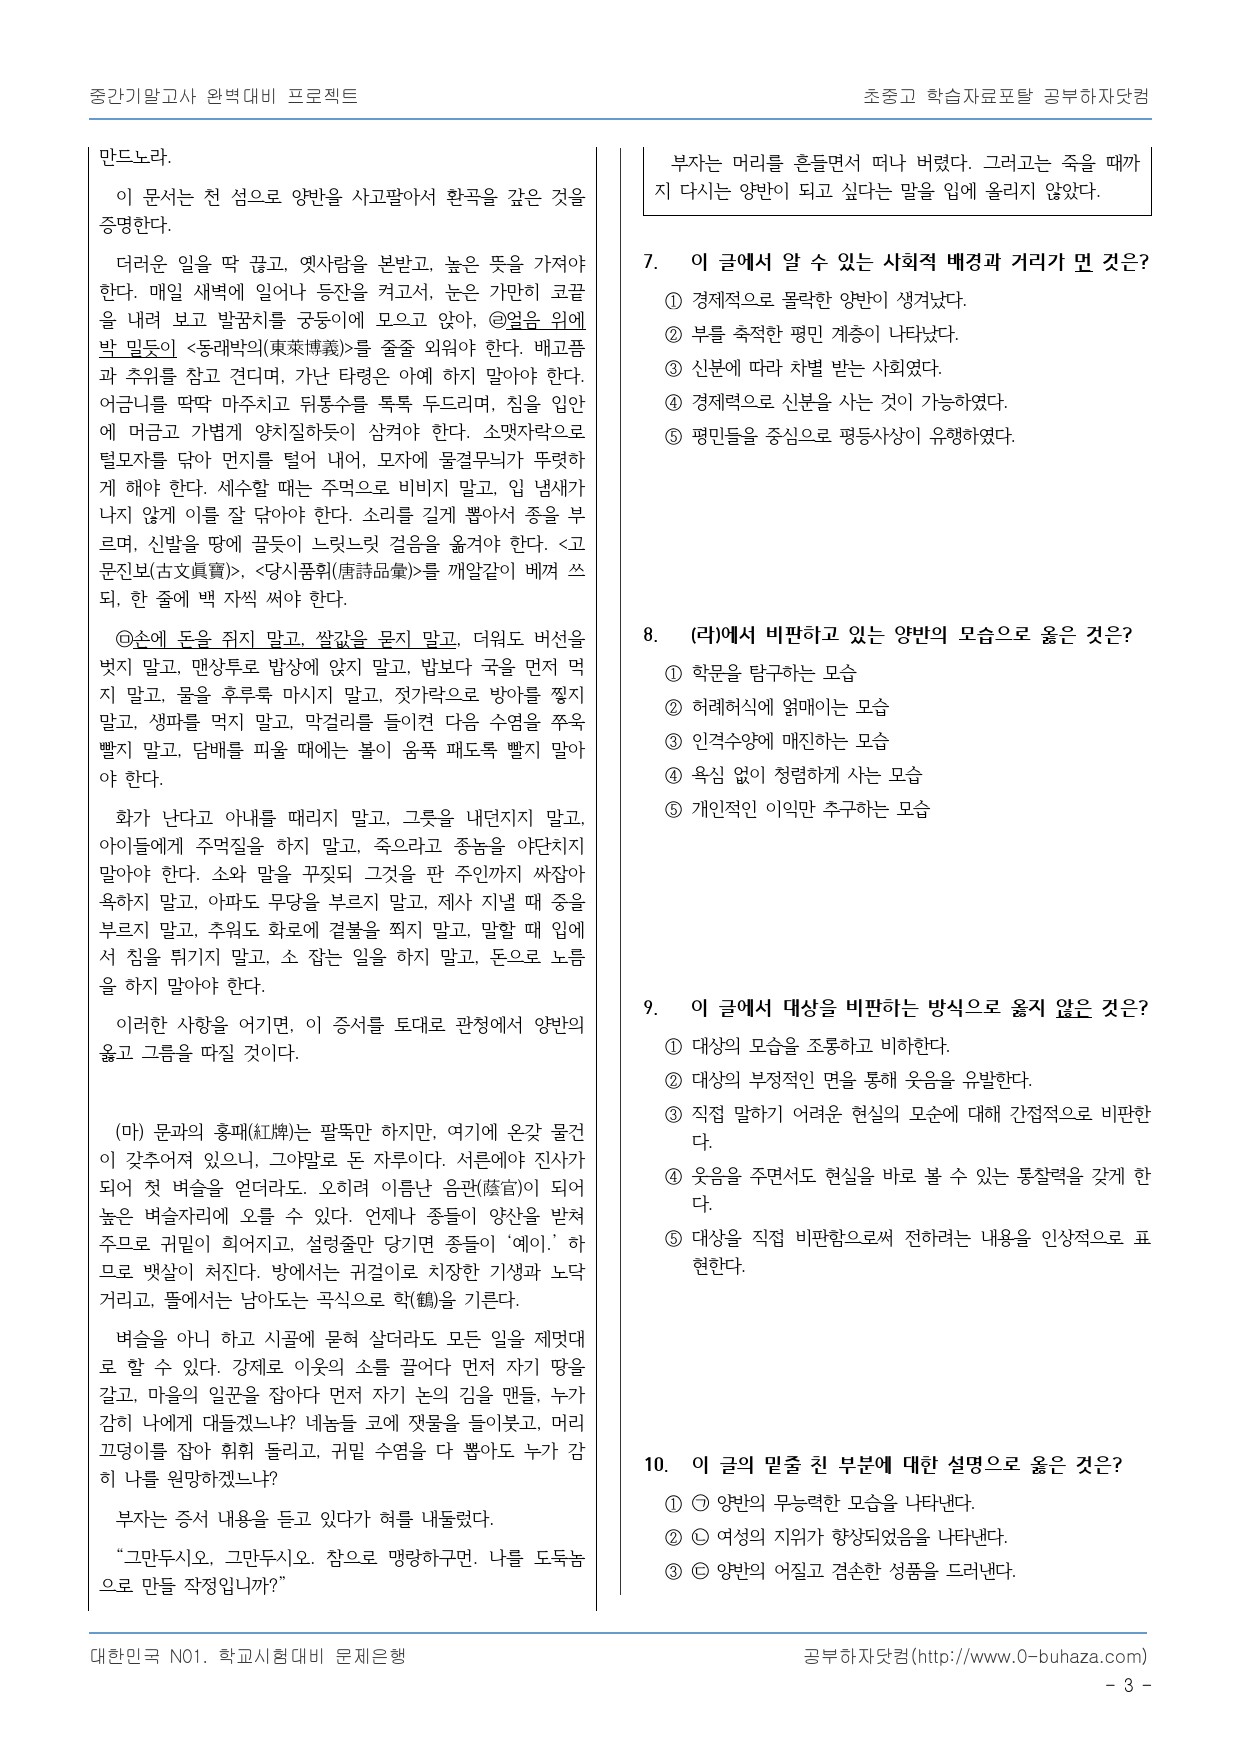 중간기말고사 완벽대비 프로젝트
초중고 학습자료포탈 공부하자닷컴
만드노라.
이 문서는 천 섬으로 양반을 사고팔아서 환곡을 갚은 것을
증명한다.
더러운 일을 딱 끊고, 옛사람을 본받고, 높은 뜻을 가져야
한다. 매일 새벽에 일어나 등잔을 켜고서, 눈은 가만히 코끝
을 내려 보고 발꿈치를 궁둥이에 모으고 앉아, ㉣얼음 위에
박 밀듯이 <동래박의(東萊博義)>를 줄줄 외워야 한다. 배고픔
과 추위를 참고 견디며, 가난 타령은 아예 하지 말아야 한다.
어금니를 딱딱 마주치고 뒤통수를 톡톡 두드리며, 침을 입안
에 머금고 가볍게 양치질하듯이 삼켜야 한다. 소맷자락으로
털모자를 닦아 먼지를 털어 내어, 모자에 물결무늬가 뚜렷하
게 해야 한다. 세수할 때는 주먹으로 비비지 말고, 입 냄새가
나지 않게 이를 잘 닦아야 한다. 소리를 길게 뽑아서 종을 부
르며, 신발을 땅에 끌듯이 느릿느릿 걸음을 옮겨야 한다. <고
문진보(古文眞寶)>, <당시품휘(唐詩品彙)>를 깨알같이 베껴 쓰
되, 한 줄에 백 자씩 써야 한다.
㉤손에 돈을 쥐지 말고, 쌀값을 묻지 말고, 더워도 버선을
벗지 말고, 맨상투로 밥상에 앉지 말고, 밥보다 국을 먼저 먹
지 말고, 물을 후루룩 마시지 말고, 젓가락으로 방아를 찧지
말고, 생파를 먹지 말고, 막걸리를 들이켠 다음 수염을 쭈욱
빨지 말고, 담배를 피울 때에는 볼이 움푹 패도록 빨지 말아
야 한다.
화가 난다고 아내를 때리지 말고, 그릇을 내던지지 말고,
아이들에게 주먹질을 하지 말고, 죽으라고 종놈을 야단치지
말아야 한다. 소와 말을 꾸짖되 그것을 판 주인까지 싸잡아
욕하지 말고, 아파도 무당을 부르지 말고, 제사 지낼 때 중을
부르지 말고, 추워도 화로에 곁불을 쬐지 말고, 말할 때 입에
서 침을 튀기지 말고, 소 잡는 일을 하지 말고, 돈으로 노름
을 하지 말아야 한다.
이러한 사항을 어기면, 이 증서를 토대로 관청에서 양반의
옳고 그름을 따질 것이다.
(마) 문과의 홍패(紅牌)는 팔뚝만 하지만, 여기에 온갖 물건
이 갖추어져 있으니, 그야말로 돈 자루이다. 서른에야 진사가
되어 첫 벼슬을 얻더라도. 오히려 이름난 음관(蔭官)이 되어
높은 벼슬자리에 오를 수 있다. 언제나 종들이 양산을 받쳐
주므로 귀밑이 희어지고, 설렁줄만 당기면 종들이 ‘예이.’ 하
므로 뱃살이 처진다. 방에서는 귀걸이로 치장한 기생과 노닥
거리고, 뜰에서는 남아도는 곡식으로 학(鶴)을 기른다.
벼슬을 아니 하고 시골에 묻혀 살더라도 모든 일을 제멋대
로 할 수 있다. 강제로 이웃의 소를 끌어다 먼저 자기 땅을
갈고, 마을의 일꾼을 잡아다 먼저 자기 논의 김을 맨들, 누가
감히 나에게 대들겠느냐? 네놈들 코에 잿물을 들이붓고, 머리
끄덩이를 잡아 휘휘 돌리고, 귀밑 수염을 다 뽑아도 누가 감
히 나를 원망하겠느냐?
부자는 증서 내용을 듣고 있다가 혀를 내둘렀다.
“그만두시오, 그만두시오. 참으로 맹랑하구먼. 나를 도둑놈
으로 만들 작정입니까?”
부자는 머리를 흔들면서 떠나 버렸다. 그러고는 죽을 때까
지 다시는 양반이 되고 싶다는 말을 입에 올리지 않았다.
7. 이 글에서 알 수 있는 사회적 배경과 거리가 먼 것은?
① 경제적으로 몰락한 양반이 생겨났다.
② 부를 축적한 평민 계층이 나타났다.
③ 신분에 따라 차별 받는 사회였다.
④ 경제력으로 신분을 사는 것이 가능하였다.
⑤ 평민들을 중심으로 평등사상이 유행하였다.
8. (라)에서 비판하고 있는 양반의 모습으로 옳은 것은?
① 학문을 탐구하는 모습
② 허례허식에 얽매이는 모습
③ 인격수양에 매진하는 모습
④ 욕심 없이 청렴하게 사는 모습
⑤ 개인적인 이익만 추구하는 모습
9. 이 글에서 대상을 비판하는 방식으로 옳지 않은 것은?
① 대상의 모습을 조롱하고 비하한다.
② 대상의 부정적인 면을 통해 웃음을 유발한다.
③ 직접 말하기 어려운 현실의 모순에 대해 간접적으로 비판한
다.
④ 웃음을 주면서도 현실을 바로 볼 수 있는 통찰력을 갖게 한
다.
⑤ 대상을 직접 비판함으로써 전하려는 내용을 인상적으로 표
현한다.
10. 이 글의 밑줄 친 부분에 대한 설명으로 옳은 것은?
① ㉠ 양반의 무능력한 모습을 나타낸다.
② ㉡ 여성의 지위가 향상되었음을 나타낸다.
③ ㉢ 양반의 어질고 겸손한 성품을 드러낸다.
대한민국 N01. 학교시험대비 문제은행
공부하자닷컴(http://www.0-buhaza.com)
- 3 -